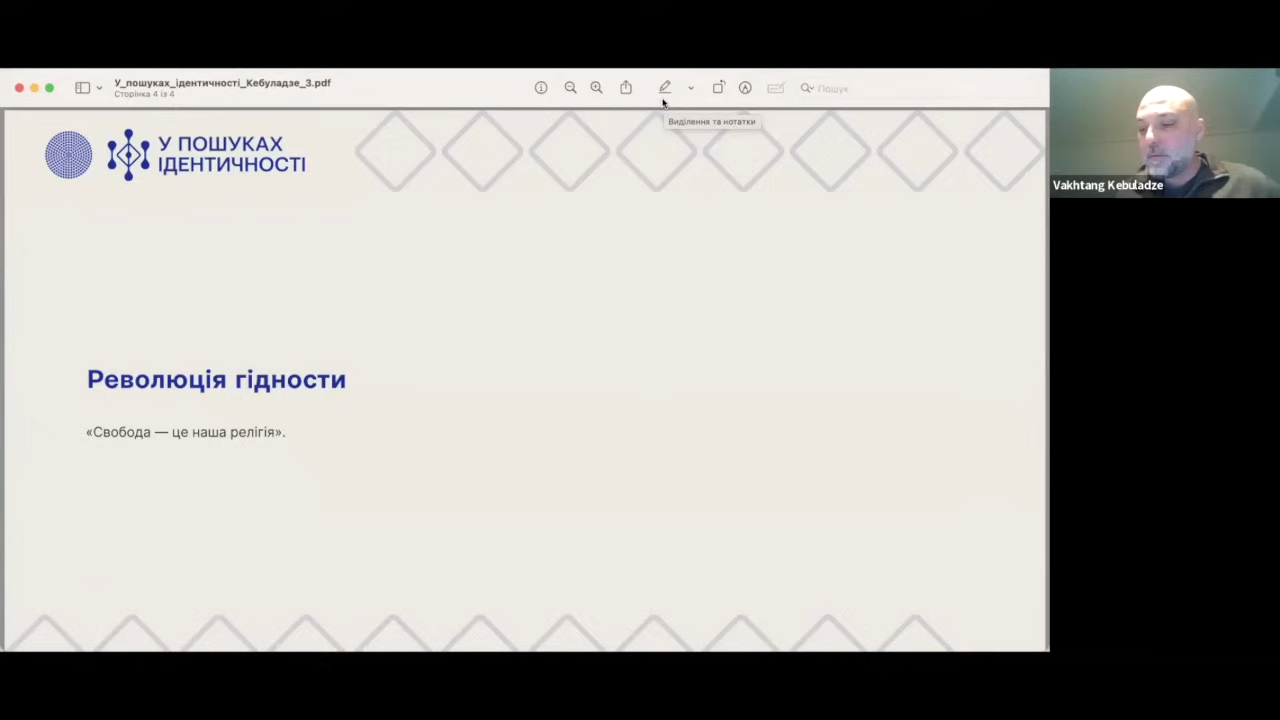 У_пошуках_ідентичності_Кебуладзе_3.pdf
Сторінка 4 із 4
Пошук
Виділення та нотатки
У ПОШУКАХ
ІДЕНТИЧНОСТІ
Vakhtang Kebuladze
Революція гідности
«Свобода — це наша релігія».